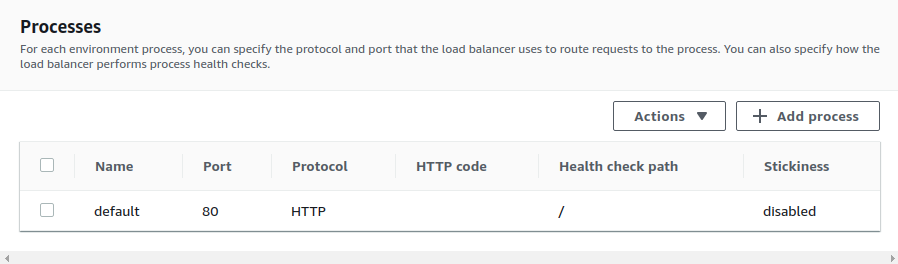 Processes
For each environment process, you can specify the protocol and port that the load balancer uses to route requests to the process. You can also specify how the
load balancer performs process health checks.
Actions Add process
Name Port Protocol HTTP code Health check path Stickiness
default 80 HTTP / disabled